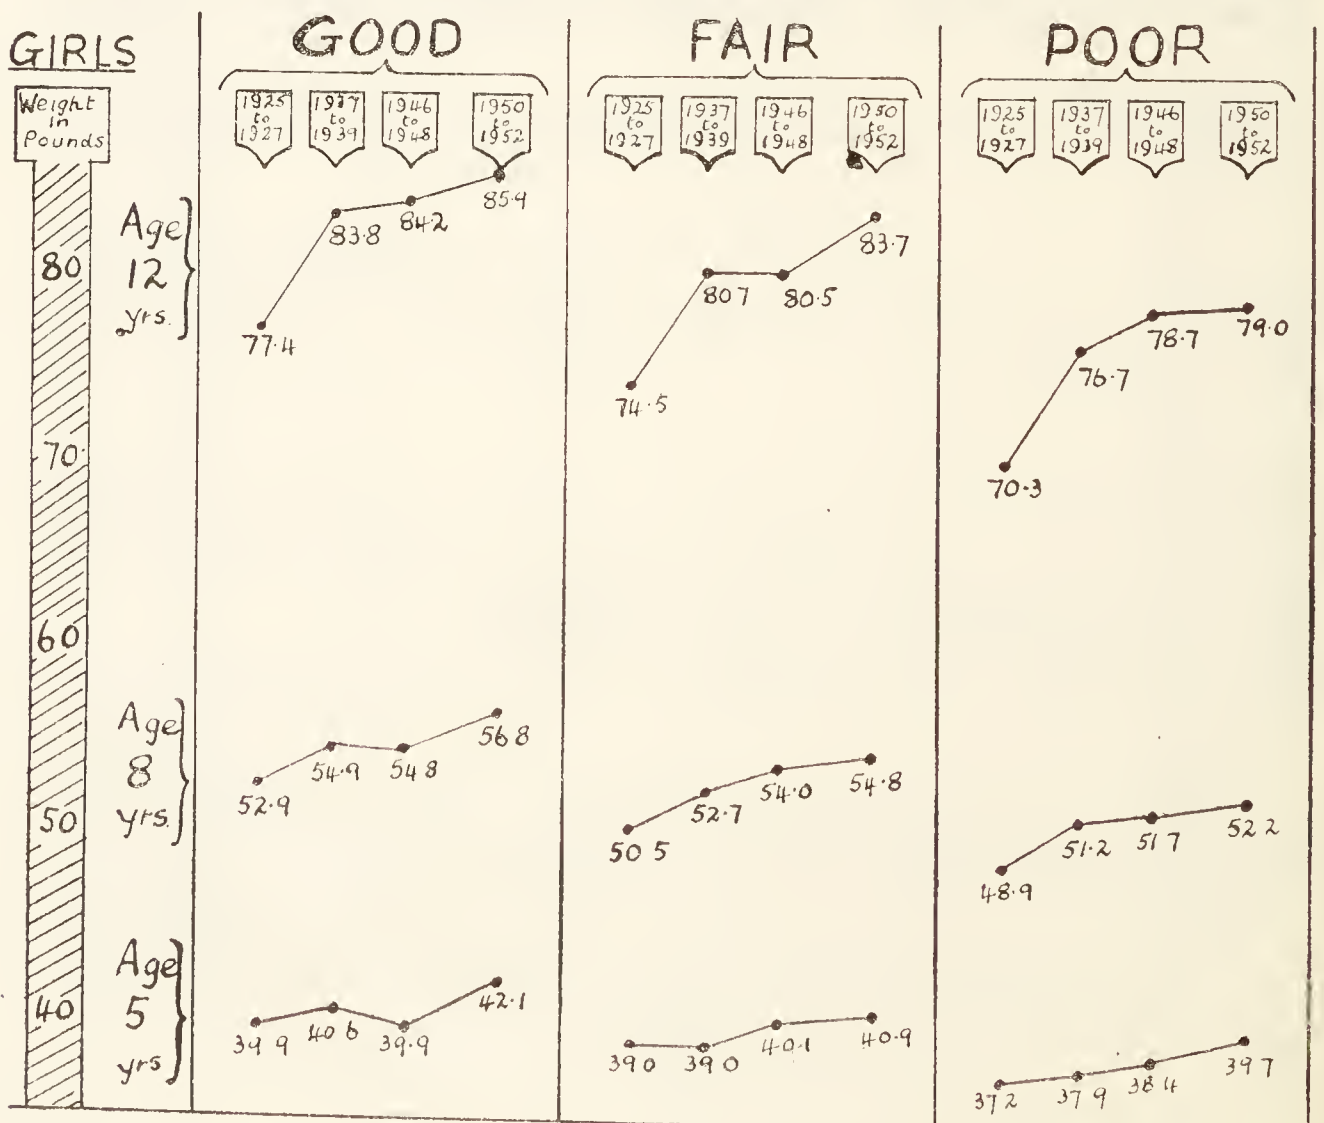 GIRLS
GOOD
FAIR
POOR
Weight
in
Pounds
1925
to
1927
1937
to
1939
1946
to
1948
1950
to
1952
1925
to
1927
1937
to
1939
1946
to
1948
1950
to
1952
1925
to
1927
1937
to
1939
1946
to
1948
1950
to
1952
Age
12
yrs.
80
77.4
83.8
84.2
85.9
74.5
80 7
80.5
83.7
70.3
76.7
78.7
79.0
70
60
Age
8
yrs.
50
52.9
54.9
54 8
56 8
50 5
52.7
54.0
54.8
48.9
51.2
51 7
52 2
Age
5
yrs
40
39 9
40 6
39.9
42.1
39 0
39 0
40.1
40.9
37 2
37 9
38 4
39 7